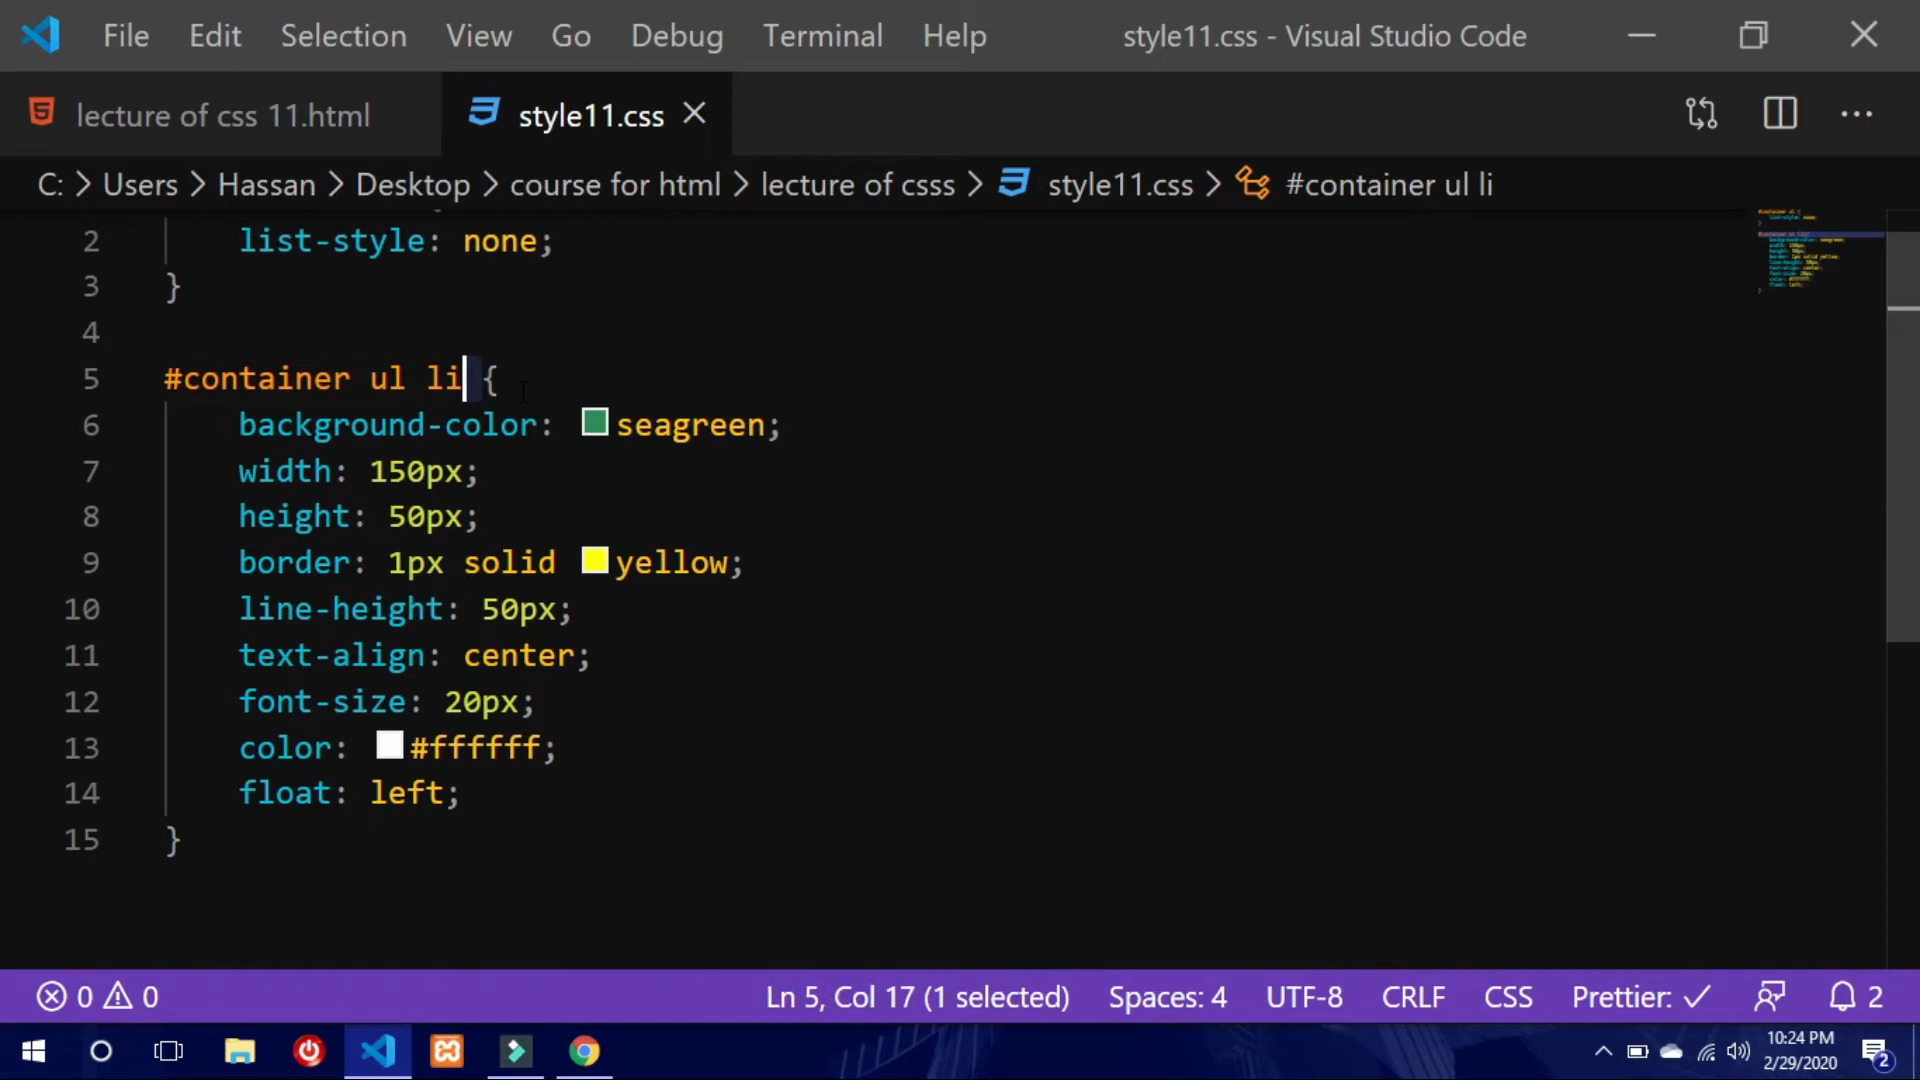 File Edit Selection View Go Debug Terminal Help style11.css - Visual Studio Code
lecture of css 11.html style11.css
C: > Users > Hassan > Desktop > course for html > lecture of csss > style11.css > #container ul li
2 list-style: none;
3 }
4
5 #container ul li {
6 background-color: seagreen;
7 width: 150px;
8 height: 50px;
9 border: 1px solid yellow;
10 line-height: 50px;
11 text-align: center;
12 font-size: 20px;
13 color: #ffffff;
14 float: left;
15 }
0 0 Ln 5, Col 17 (1 selected) Spaces: 4 UTF-8 CRLF CSS Prettier: ✓ 2
10:24 PM
2/29/2020 2